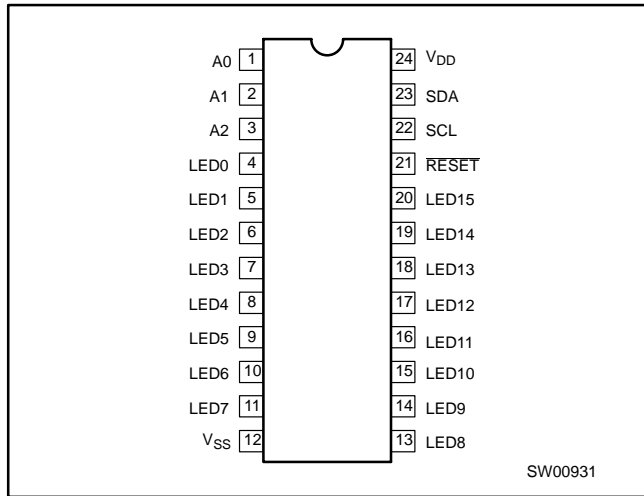 A0 1 24 VDD
A1 2 23 SDA
A2 3 22 SCL
LED0 4 21 RESET
LED1 5 20 LED15
LED2 6 19 LED14
LED3 7 18 LED13
LED4 8 17 LED12
LED5 9 16 LED11
LED6 10 15 LED10
LED7 11 14 LED9
VSS 12 13 LED8
SW00931